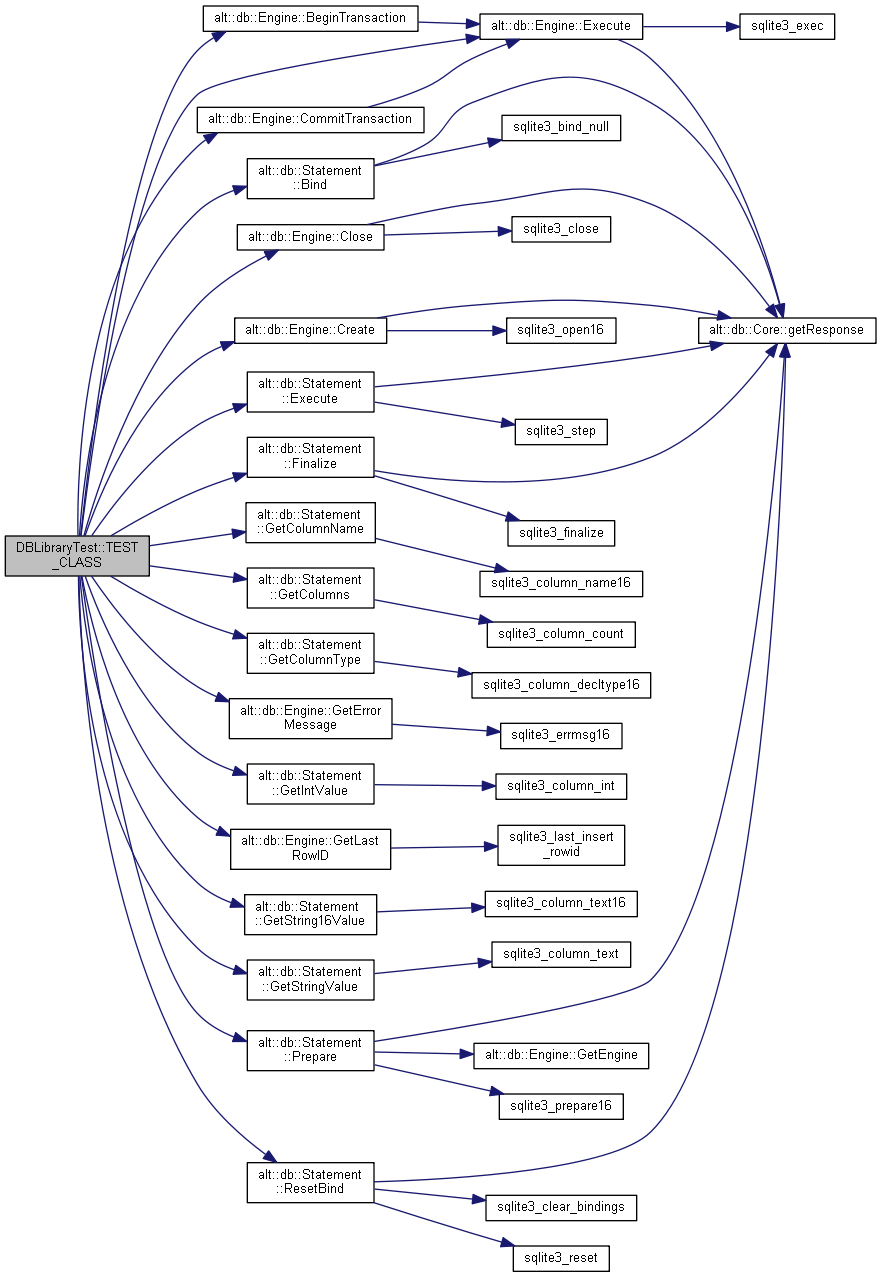 alt::db::Engine::BeginTransaction
alt::db::Engine::Execute
sqlite3_exec
alt::db::Engine::CommitTransaction
sqlite3_bind_null
alt::db::Statement
::Bind
alt::db::Engine::Close
sqlite3_close
alt::db::Engine::Create
sqlite3_open16
alt::db::Core::getResponse
alt::db::Statement
::Execute
sqlite3_step
alt::db::Statement
::Finalize
sqlite3_finalize
alt::db::Statement
::GetColumnName
DBLibraryTest::TEST
_CLASS
sqlite3_column_name16
alt::db::Statement
::GetColumns
sqlite3_column_count
alt::db::Statement
::GetColumnType
sqlite3_column_decltype16
alt::db::Engine::GetError
Message
sqlite3_errmsg16
alt::db::Statement
::GetIntValue
sqlite3_column_int
alt::db::Engine::GetLast
RowID
sqlite3_last_insert
_rowid
alt::db::Statement
::GetString16Value
sqlite3_column_text16
alt::db::Statement
::GetStringValue
sqlite3_column_text
alt::db::Statement
::Prepare
alt::db::Engine::GetEngine
sqlite3_prepare16
alt::db::Statement
::ResetBind
sqlite3_clear_bindings
sqlite3_reset